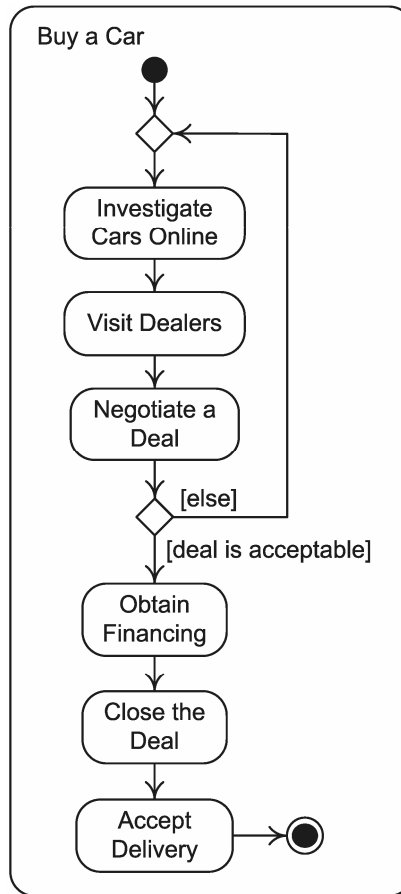 Buy a Car
Investigate
Cars Online
Visit Dealers
Negotiate a
Deal
[else]
[deal is acceptable]
Obtain
Financing
Close the
Deal
Accept
Delivery